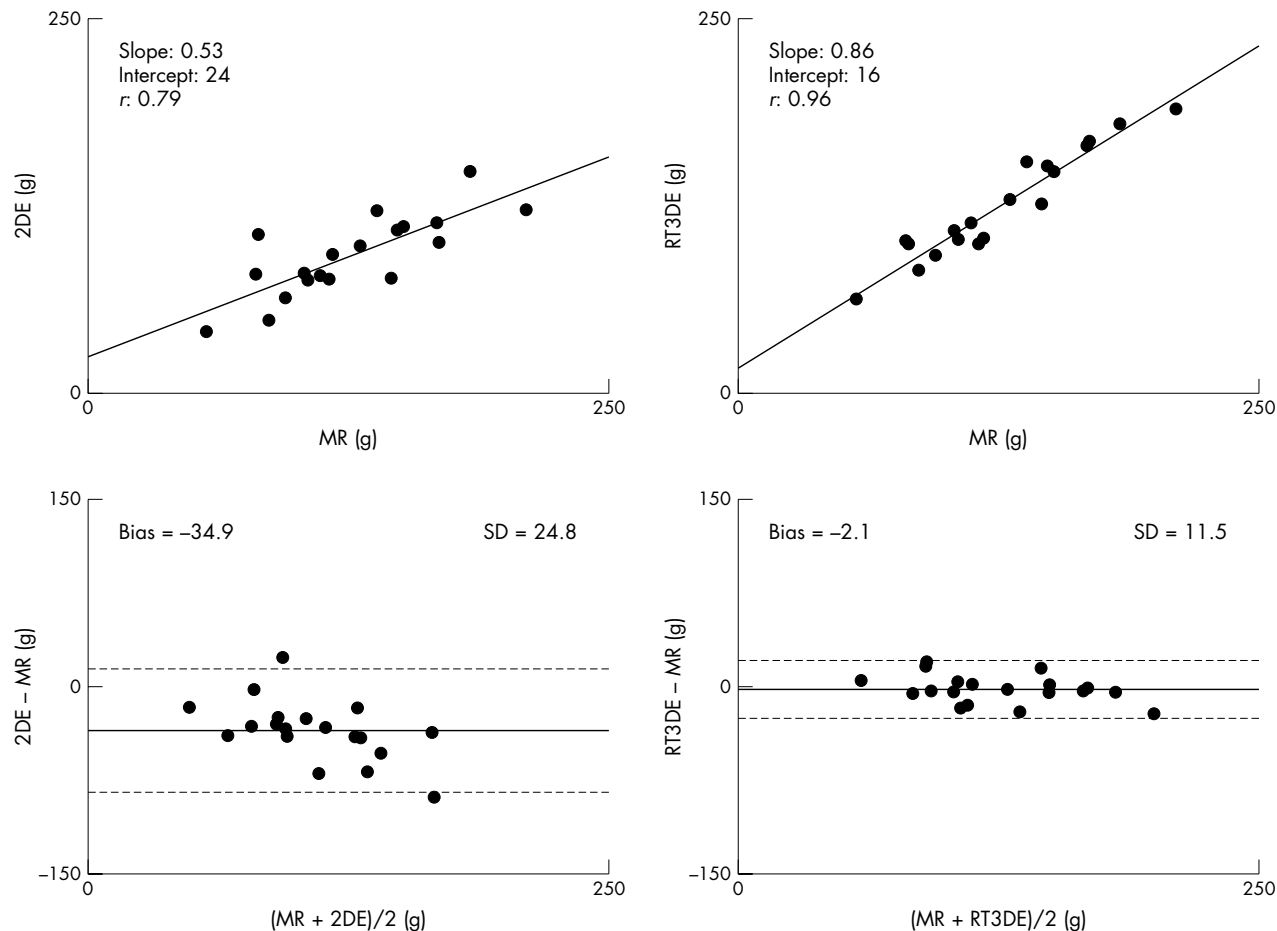 250
Slope: 0.53
Intercept: 24
r: 0.79
2DE (g)
0
0
250
MR (g)
250
Slope: 0.86
Intercept: 16
r: 0.96
RT3DE (g)
0
0
250
MR (g)
150
Bias = –34.9
SD = 24.8
2DE – MR (g)
0
–150
0
250
(MR + 2DE)/2 (g)
150
Bias = –2.1
SD = 11.5
RT3DE – MR (g)
0
–150
0
250
(MR + RT3DE)/2 (g)